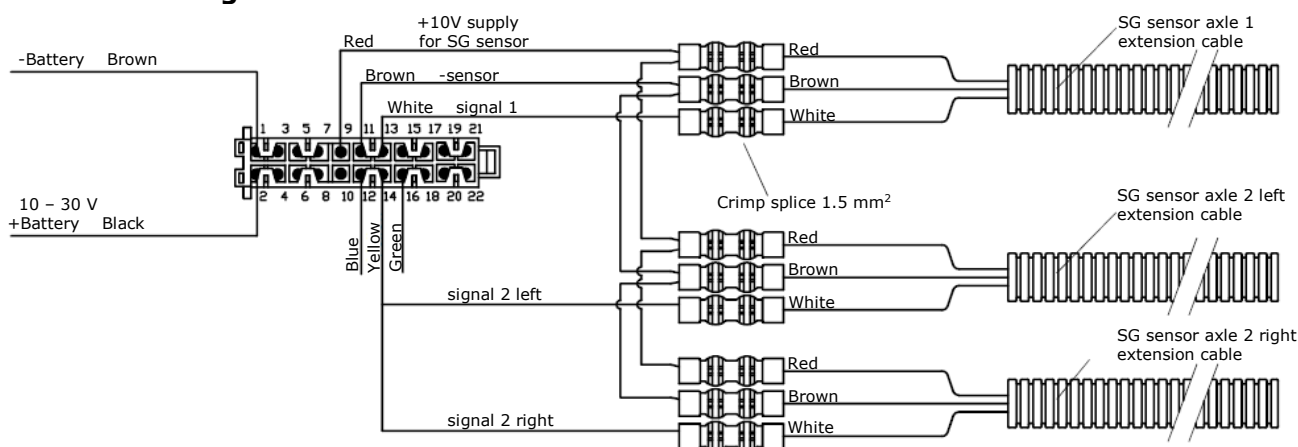 +10V supply
for SG sensor
Red
-Battery Brown
Brown -sensor
White signal 1
1 3 5 7 9 11 13 15 17 19 21
2 4 6 8 10 12 14 16 18 20 22
10 – 30 V
+Battery Black
Blue
Yellow
Green
signal 2 left
signal 2 right
Red
Brown
White
SG sensor axle 1
extension cable
Crimp splice 1.5 mm²
Red
Brown
White
SG sensor axle 2 left
extension cable
Red
Brown
White
SG sensor axle 2 right
extension cable